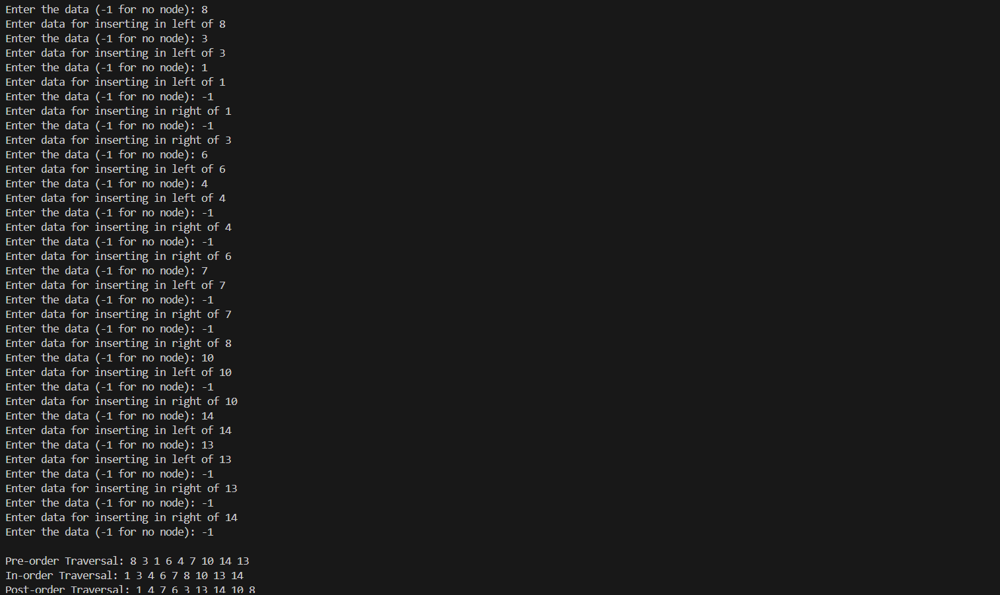 Enter the data (-1 for no node): 8
Enter data for inserting in left of 8
Enter the data (-1 for no node): 3
Enter data for inserting in left of 3
Enter the data (-1 for no node): 1
Enter data for inserting in left of 1
Enter the data (-1 for no node): -1
Enter data for inserting in right of 1
Enter the data (-1 for no node): -1
Enter data for inserting in right of 3
Enter the data (-1 for no node): 6
Enter data for inserting in left of 6
Enter the data (-1 for no node): 4
Enter data for inserting in left of 4
Enter the data (-1 for no node): -1
Enter data for inserting in right of 4
Enter the data (-1 for no node): -1
Enter data for inserting in right of 6
Enter the data (-1 for no node): 7
Enter data for inserting in left of 7
Enter the data (-1 for no node): -1
Enter data for inserting in right of 7
Enter the data (-1 for no node): -1
Enter data for inserting in right of 8
Enter the data (-1 for no node): 10
Enter data for inserting in left of 10
Enter the data (-1 for no node): -1
Enter data for inserting in right of 10
Enter the data (-1 for no node): 14
Enter data for inserting in left of 14
Enter the data (-1 for no node): 13
Enter data for inserting in left of 13
Enter the data (-1 for no node): -1
Enter data for inserting in right of 13
Enter the data (-1 for no node): -1
Enter data for inserting in right of 14
Enter the data (-1 for no node): -1
Pre-order Traversal: 8 3 1 6 4 7 10 14 13
In-order Traversal: 1 3 4 6 7 8 10 13 14
Post-order Traversal: 1 4 7 6 3 13 14 10 8